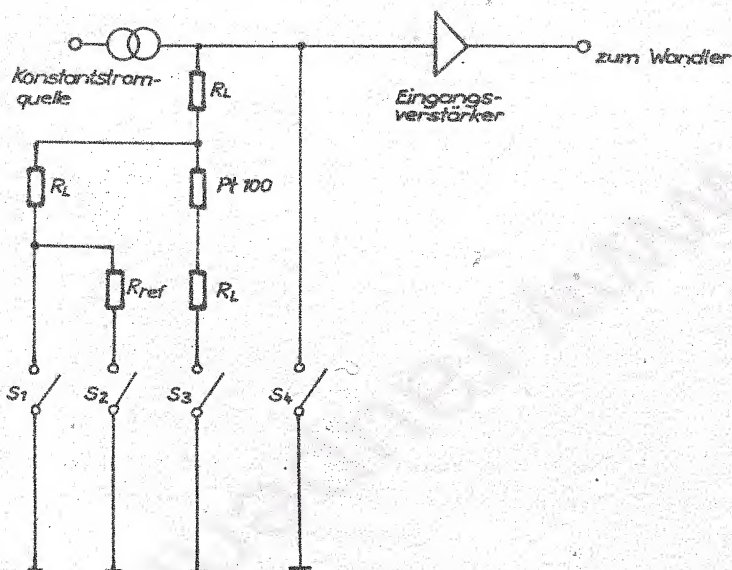 Konstantstrom-
quelle
RL
Eingangs-
verstärker
zum Wandler
RL
Pt 100
Rref
RL
S1
S2
S3
S4